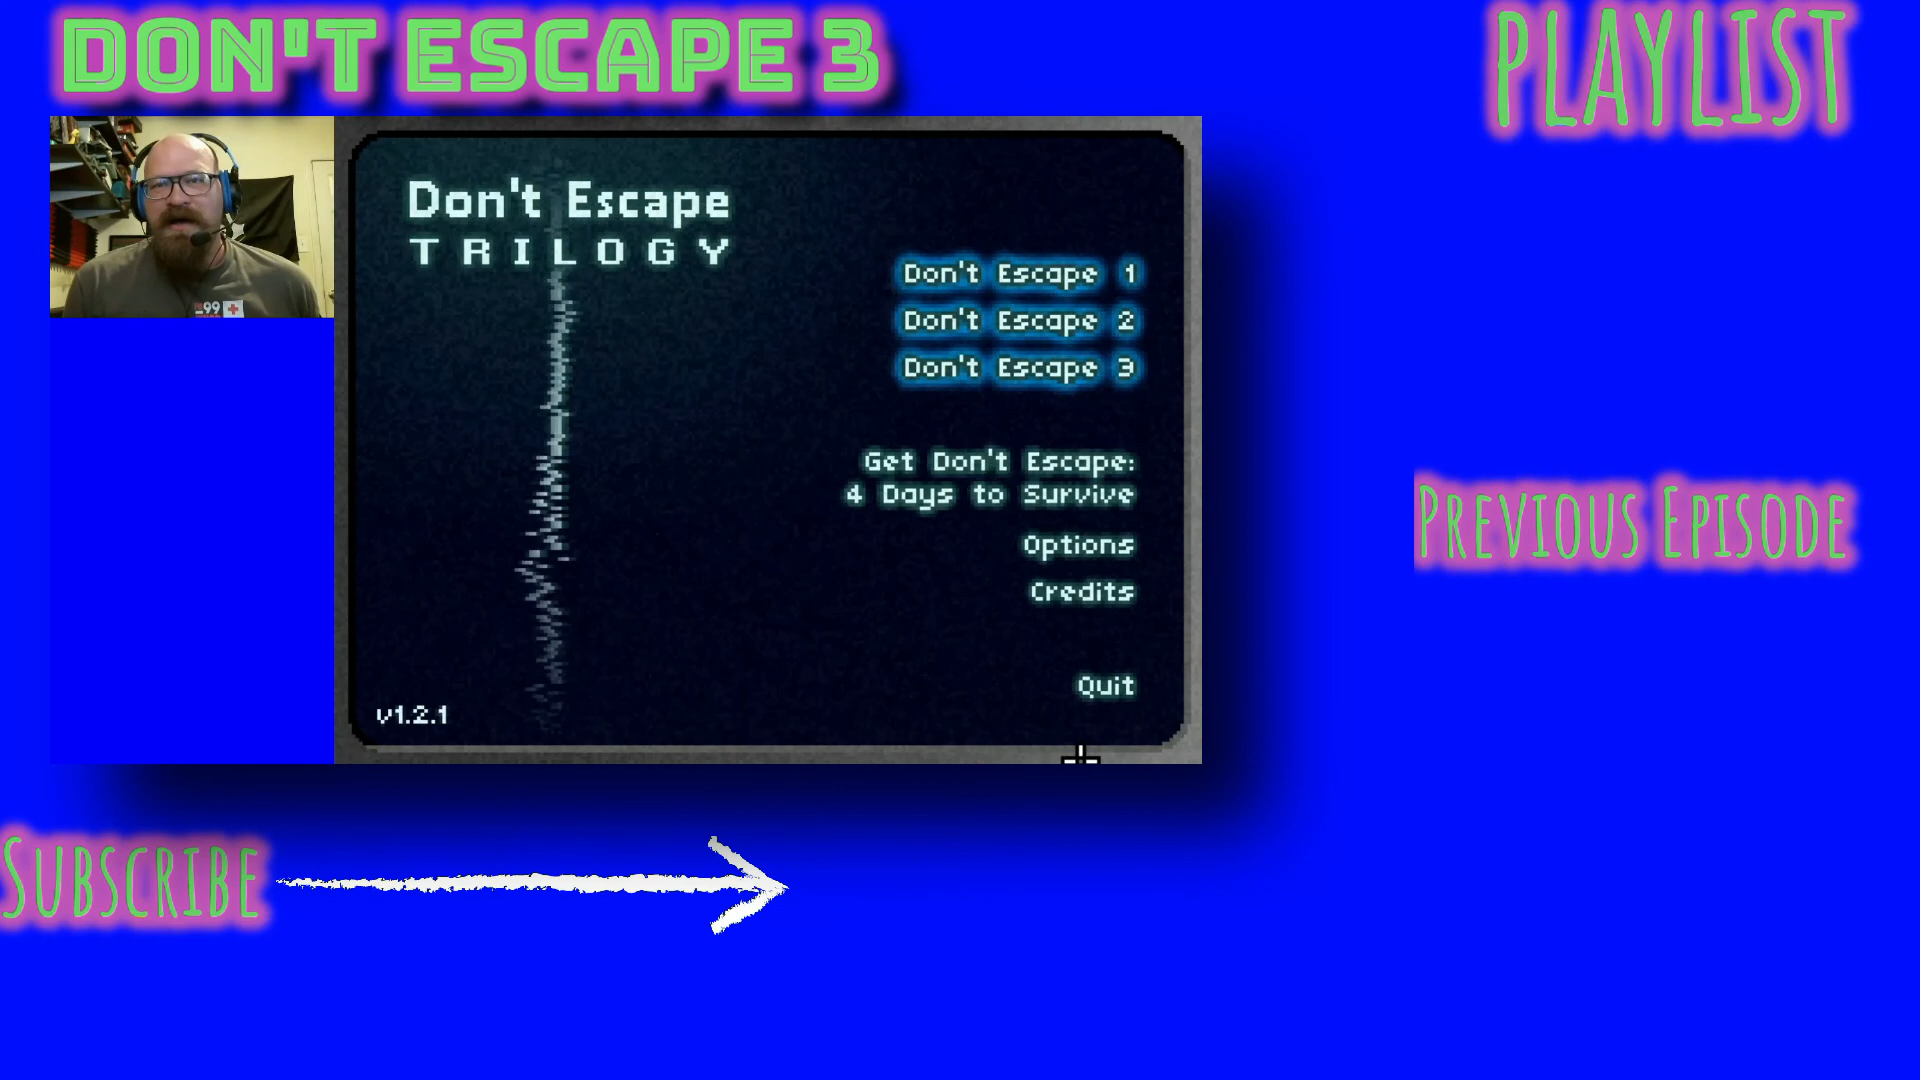 DON'T ESCAPE 3
PLAYLIST
Don't Escape
TRILOGY
Don't Escape 1
Don't Escape 2
Don't Escape 3
Get Don't Escape:
4 Days to Survive
Options
Credits
Quit
v1.2.1
Previous Episode
Subscribe